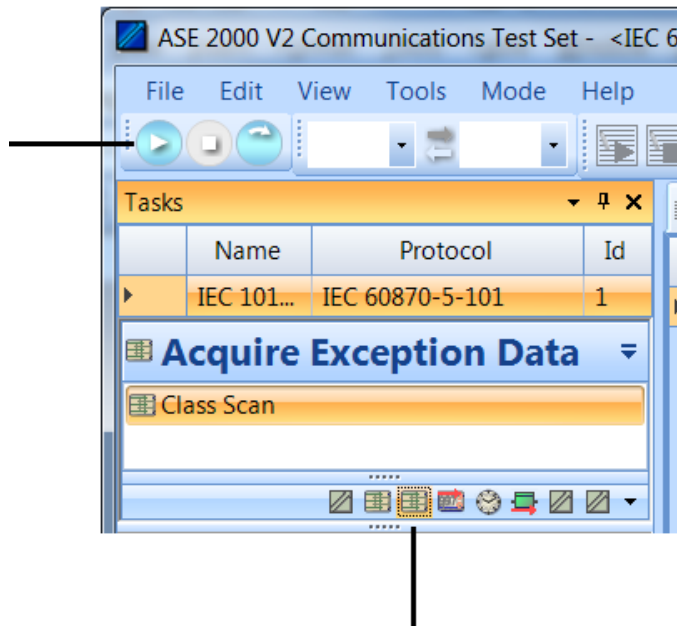 ASE 2000 V2 Communications Test Set - <IEC 6
File Edit View Tools Mode Help
Tasks
Name Protocol Id
IEC 101... IEC 60870-5-101 1
Acquire Exception Data
Class Scan